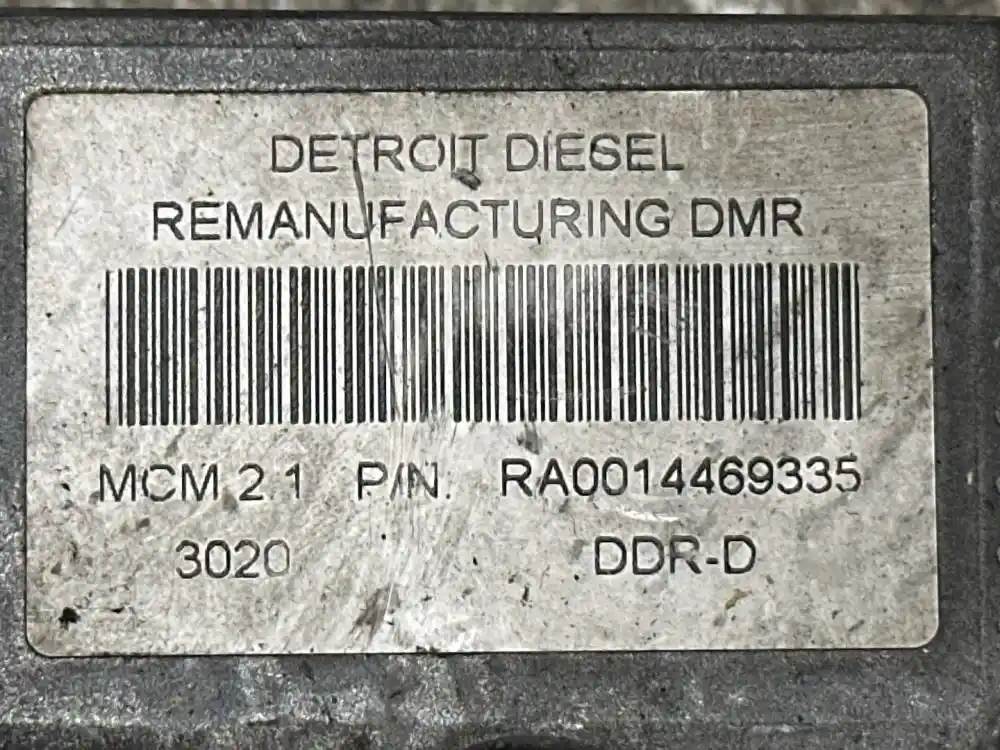 DETROIT DIESEL
REMANUFACTURING DMR
MCM 2.1 P/N. RA0014469335
3020 DDR-D